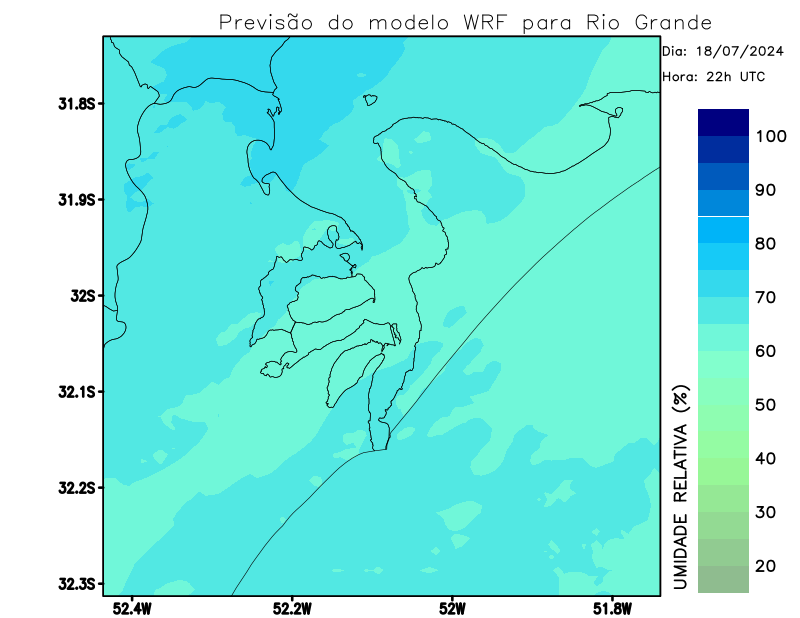 Previsão do modelo WRF para Rio Grande
Dia: 18/07/2024
Hora: 22h UTC
31.8S
31.9S
32S
32.1S
32.2S
32.3S
52.4W
52.2W
52W
51.8W
100
90
80
70
60
50
40
30
20
UMIDADE RELATIVA (%)